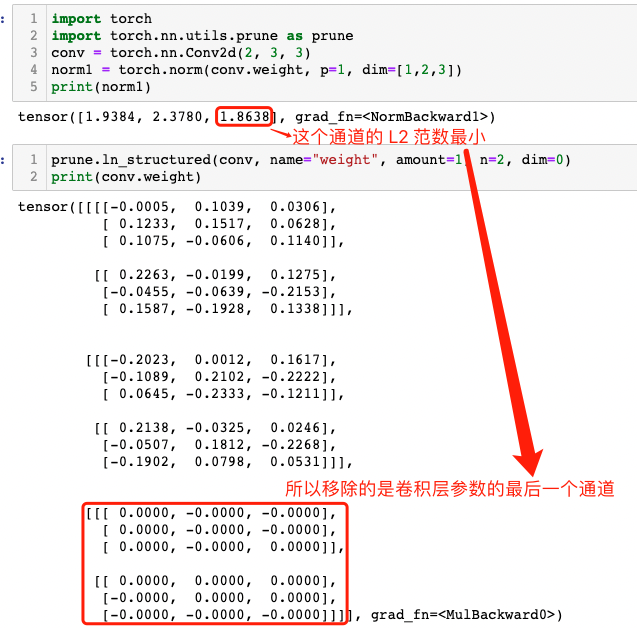 :
1 import torch
2 import torch.nn.utils.prune as prune
3 conv = torch.nn.Conv2d(2, 3, 3)
4 norm1 = torch.norm(conv.weight, p=1, dim=[1,2,3])
5 print(norm1)
tensor([1.9384, 2.3780, 1.8638], grad_fn=<NormBackward1>)
这个通道的 L2 范数最小
:
1 prune.ln_structured(conv, name="weight", amount=1, n=2, dim=0)
2 print(conv.weight)
tensor([[[[-0.0005, 0.1039, 0.0306],
[ 0.1233, 0.1517, 0.0628],
[ 0.1075, -0.0606, 0.1140]],
[[ 0.2263, -0.0199, 0.1275],
[-0.0455, -0.0639, -0.2153],
[ 0.1587, -0.1928, 0.1338]]],
[[[-0.2023, 0.0012, 0.1617],
[-0.1089, 0.2102, -0.2222],
[ 0.0645, -0.2333, -0.1211]],
[[ 0.2138, -0.0325, 0.0246],
[-0.0507, 0.1812, -0.2268],
[-0.1902, 0.0798, 0.0531]]],
所以移除的是卷积层参数的最后一个通道
[[[ 0.0000, -0.0000, -0.0000],
[ 0.0000, -0.0000, -0.0000],
[ 0.0000, -0.0000, 0.0000]],
[[ 0.0000, 0.0000, 0.0000],
[-0.0000, 0.0000, 0.0000],
[-0.0000, -0.0000, -0.0000]]]], grad_fn=<MulBackward0>)